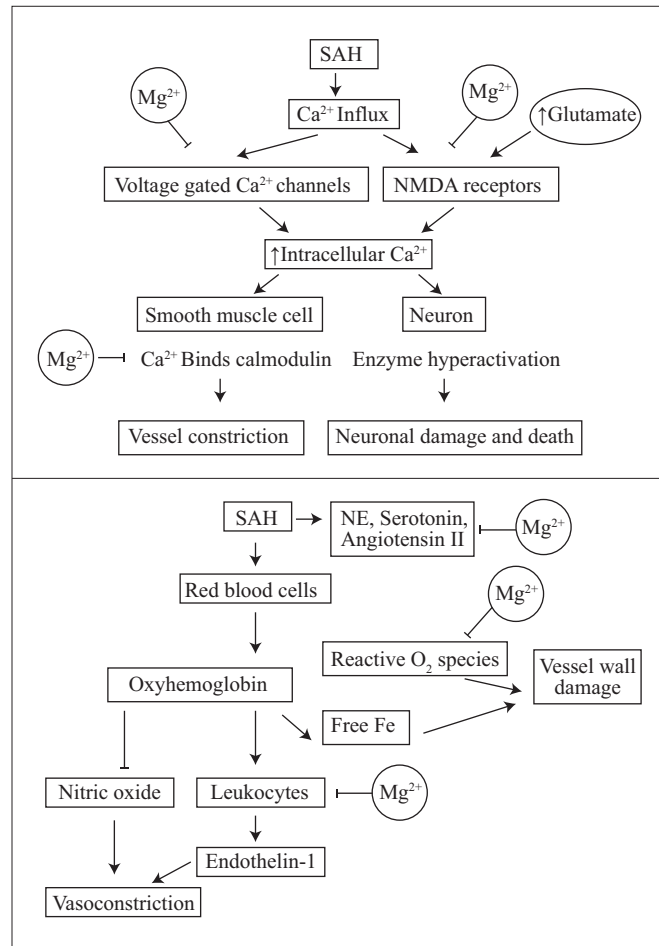 SAH
Mg²⁺
Mg²⁺
Ca²⁺ Influx
↑Glutamate
Voltage gated Ca²⁺ channels
NMDA receptors
↑Intracellular Ca²⁺
Smooth muscle cell
Neuron
Mg²⁺
Ca²⁺ Binds calmodulin
Enzyme hyperactivation
Vessel constriction
Neuronal damage and death
SAH
NE, Serotonin,
Angiotensin II
Mg²⁺
Red blood cells
Mg²⁺
Reactive O₂ species
Vessel wall
damage
Oxyhemoglobin
Free Fe
Nitric oxide
Leukocytes
Mg²⁺
Endothelin-1
Vasoconstriction